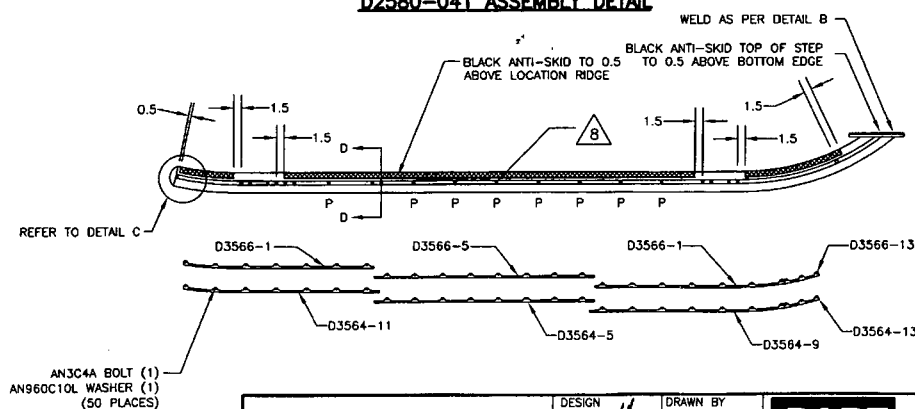 D2580-041 ASSEMBLY DETAIL
WELD AS PER DETAIL B
BLACK ANTI-SKID TO 0.5
ABOVE LOCATION RIDGE
BLACK ANTI-SKID TOP OF STEP
TO 0.5 ABOVE BOTTOM EDGE
0.5
1.5
1.5
1.5
1.5
1.5
8
D
D
P P P P P P P P
REFER TO DETAIL C
D3566-1
D3566-5
D3566-1
D3566-13
D3564-11
D3564-5
D3564-9
D3564-13
AN3C4A BOLT (1)
AN960C10L WASHER (1)
(50 PLACES)
DESIGN
DRAWN BY